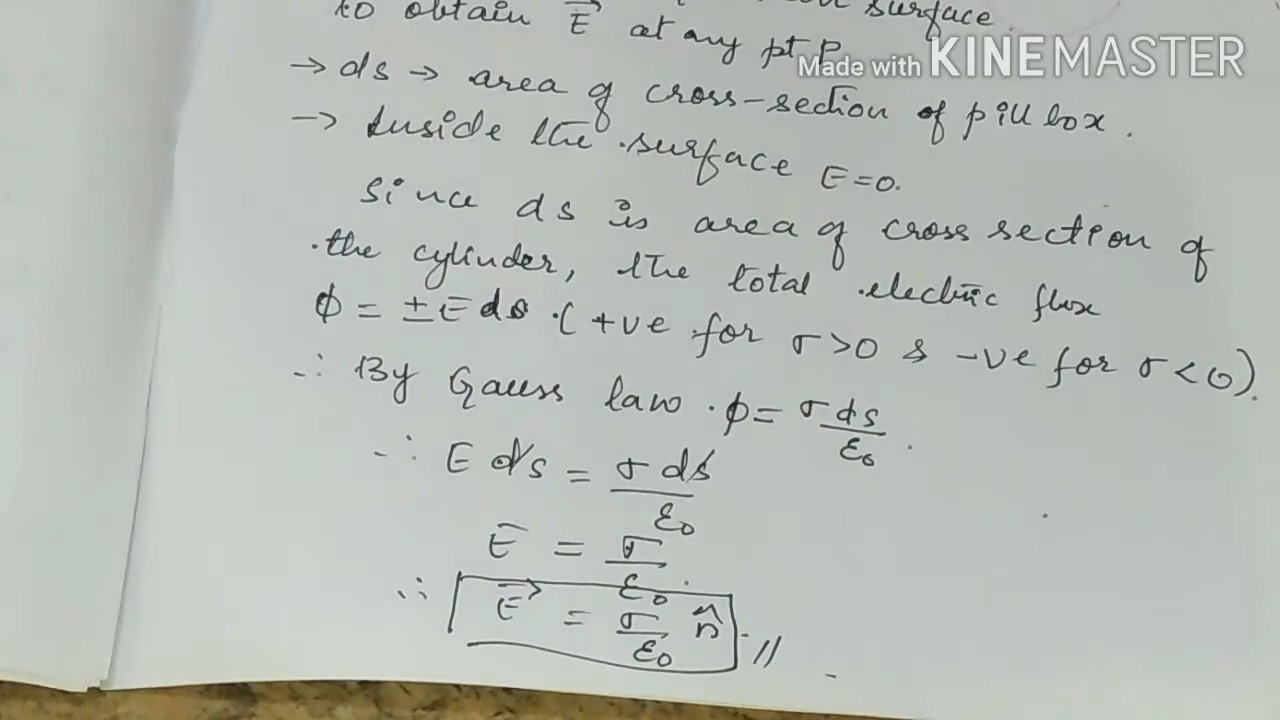 surface.
to obtain E⃗ at any pt P
Made with KINEMASTER
→ ds → area of cross-section of pill box.
→ Inside the surface E=0.
Since ds is area of cross section of
the cylinder, the total electric flux
ϕ = ± E ds (+ve for σ>0 & -ve for σ<0).
∴ By Gauss law ϕ = σ ds / ε₀.
∴ E ds = σ ds / ε₀
E = σ / ε₀.
∴ E⃗ = σ / ε₀ n̂ //